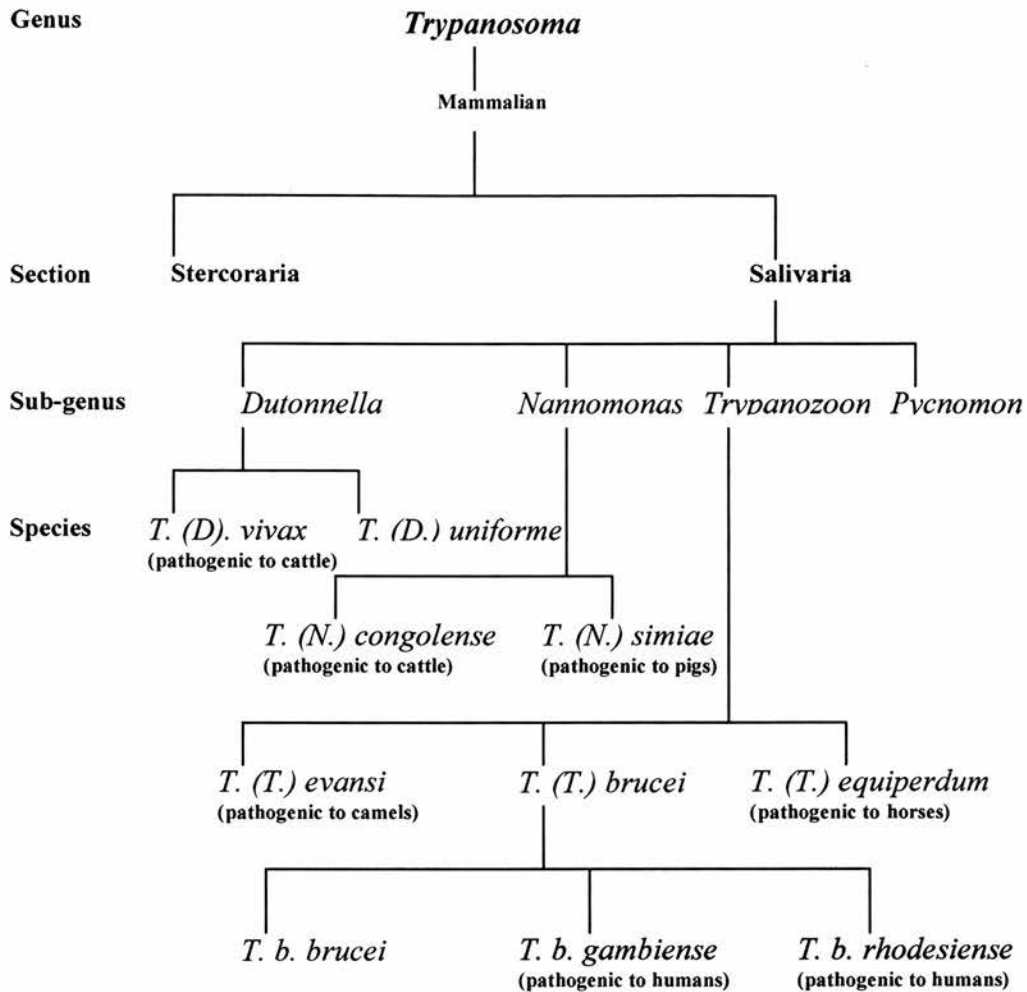 Genus
Trypanosoma
Mammalian
Section
Stercoraria
Salivaria
Sub-genus
Dutonnella
Nannomonas
Trypanozoon
Pycnomon
Species
T. (D). vivax
(pathogenic to cattle)
T. (D.) uniforme
T. (N.) congolense
(pathogenic to cattle)
T. (N.) simiae
(pathogenic to pigs)
T. (T.) evansi
(pathogenic to camels)
T. (T.) brucei
T. (T.) equiperdum
(pathogenic to horses)
T. b. brucei
T. b. gambiense
(pathogenic to humans)
T. b. rhodesiense
(pathogenic to humans)